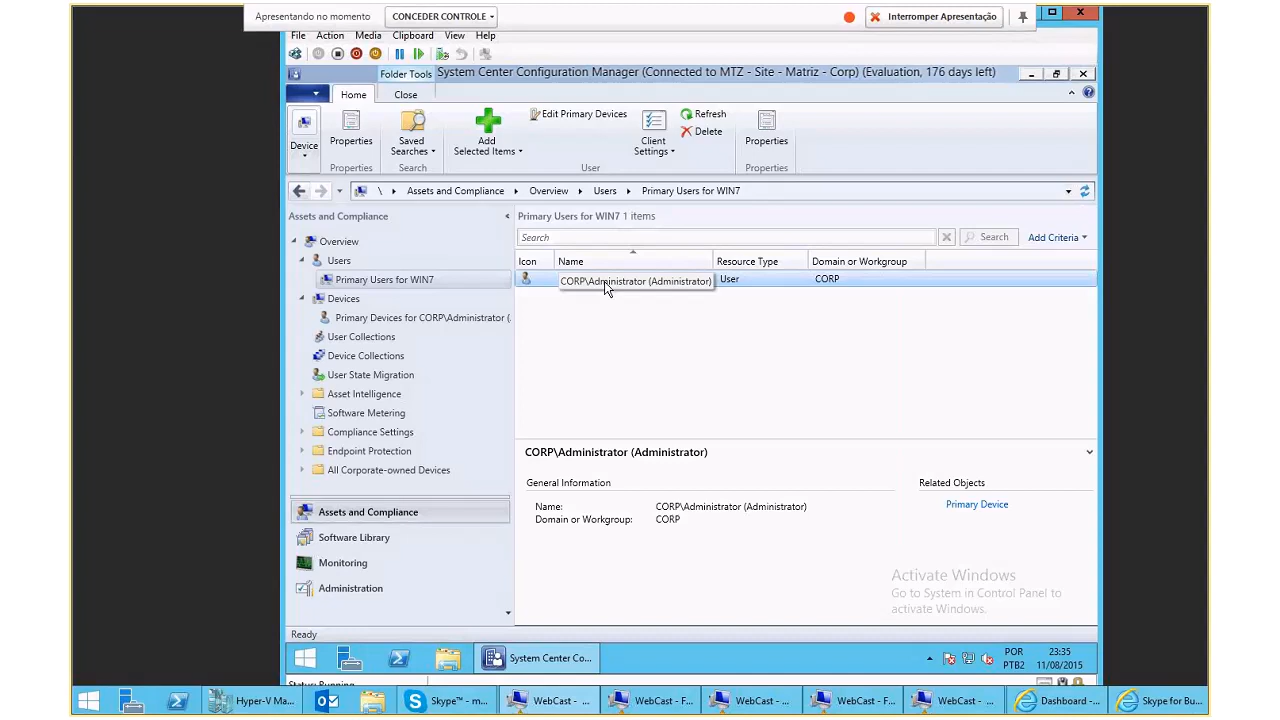 Apresentando no momento CONCEDER CONTROLE Interromper Apresentação
File Action Media Clipboard View Help
Folder Tools System Center Configuration Manager (Connected to MTZ - Site - Matriz - Corp) (Evaluation, 176 days left)
Home Close
Device
Properties
Properties
Saved Searches
Search
Add Selected Items
Edit Primary Devices
Client Settings
Refresh
Delete
User
Properties
Properties
\ Assets and Compliance Overview Users Primary Users for WIN7
Assets and Compliance
Overview
Users
Primary Users for WIN7
Devices
Primary Devices for CORP\Administrator (.
User Collections
Device Collections
User State Migration
Asset Intelligence
Software Metering
Compliance Settings
Endpoint Protection
All Corporate-owned Devices
Assets and Compliance
Software Library
Monitoring
Administration
Primary Users for WIN7 1 items
Search Search Add Criteria
Icon Name Resource Type Domain or Workgroup
CORP\Administrator (Administrator) User CORP
CORP\Administrator (Administrator)
General Information Related Objects
Name: CORP\Administrator (Administrator) Primary Device
Domain or Workgroup: CORP
Activate Windows
Go to System in Control Panel to
activate Windows.
Ready
System Center Co... POR 23:35
PTB2 11/08/2015
Status: Running
Hyper-V Ma... Skype™ - m... WebCast - ... WebCast - F... WebCast - ... WebCast - F... WebCast - ... Dashboard -... Skype for Bu...